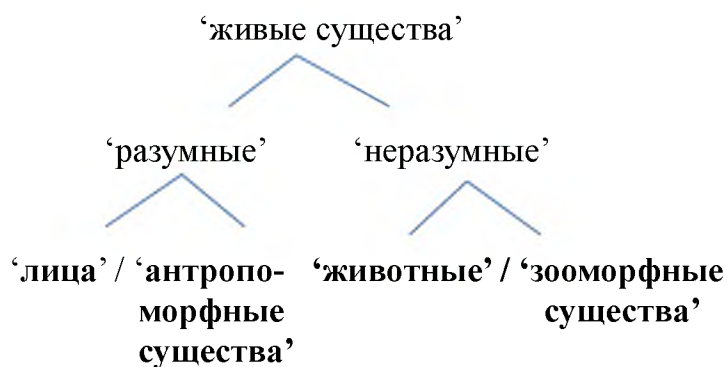 ‘живые существа’
‘разумные’ ‘неразумные’
‘лица’ / ‘антропо- ‘животные’ / ‘зооморфные
морфные существа’
существа’